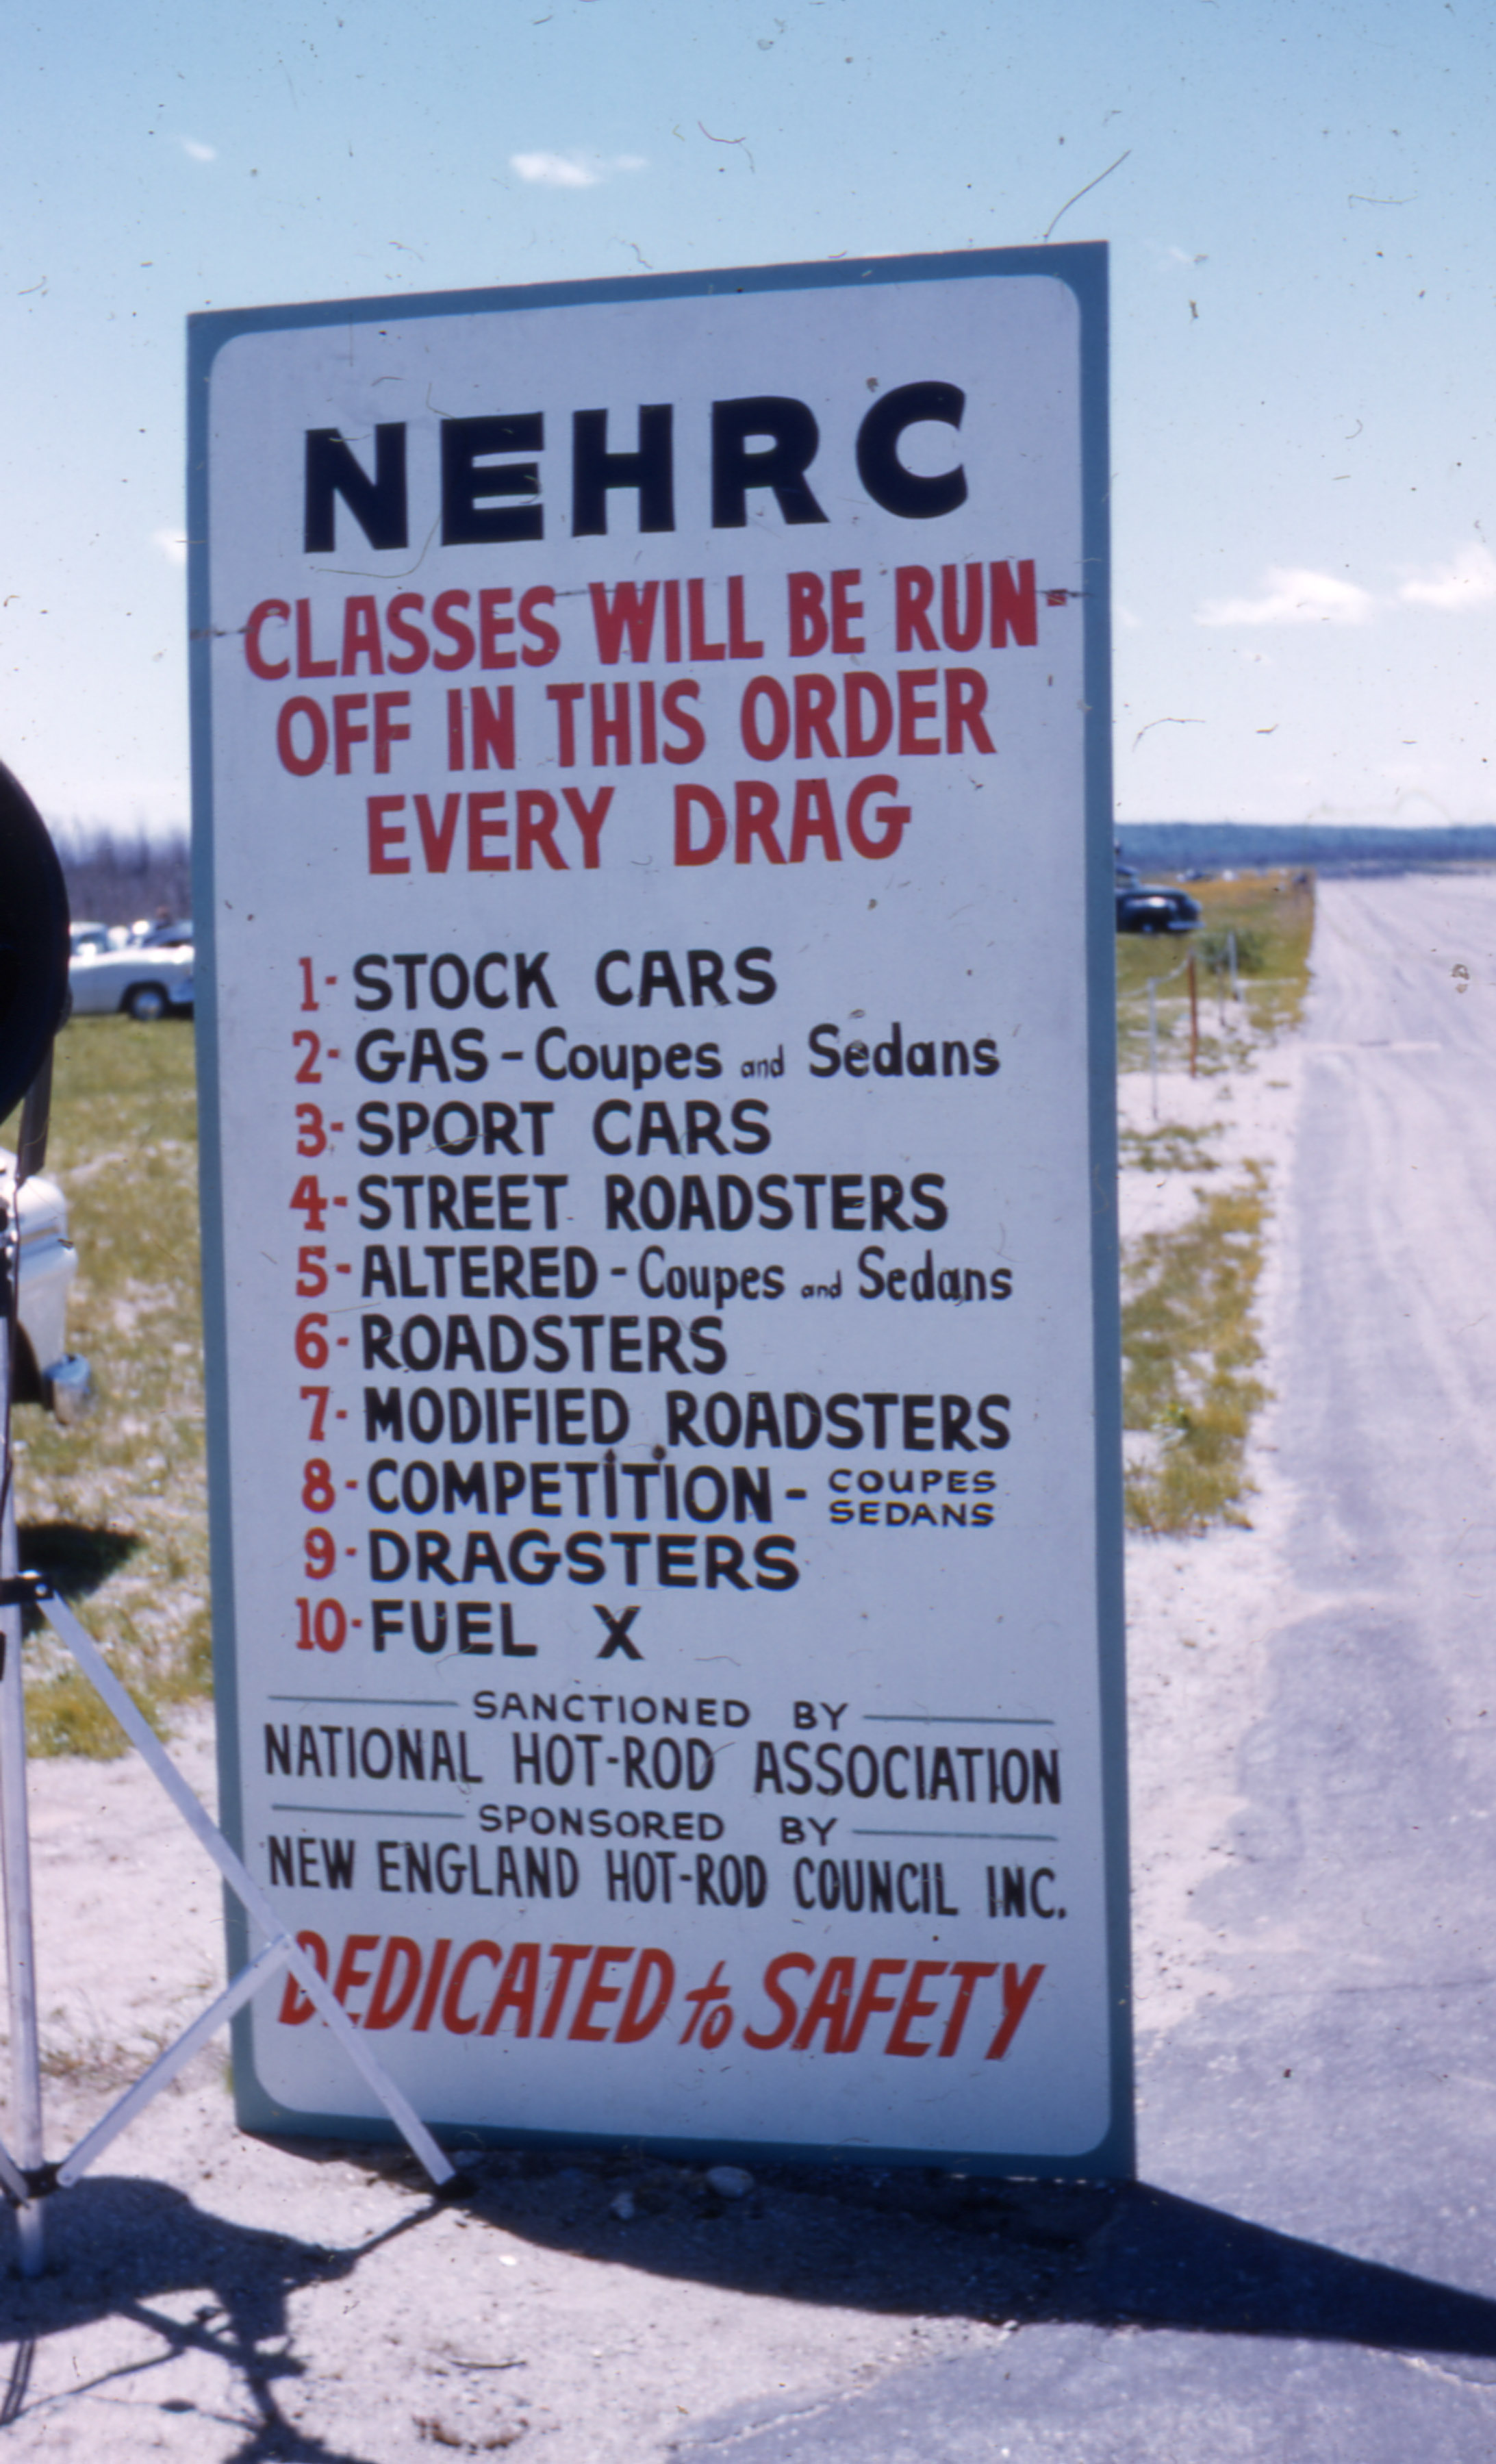 NEHRC
CLASSES WILL BE RUN-
OFF IN THIS ORDER
EVERY DRAG
1- STOCK CARS
2- GAS - Coupes and Sedans
3- SPORT CARS
4- STREET ROADSTERS
5- ALTERED - Coupes and Sedans
6- ROADSTERS
7- MODIFIED ROADSTERS
8- COMPETITION - COUPES
SEDANS
9- DRAGSTERS
10- FUEL X
SANCTIONED BY
NATIONAL HOT-ROD ASSOCIATION
SPONSORED BY
NEW ENGLAND HOT-ROD COUNCIL INC.
DEDICATED to SAFETY